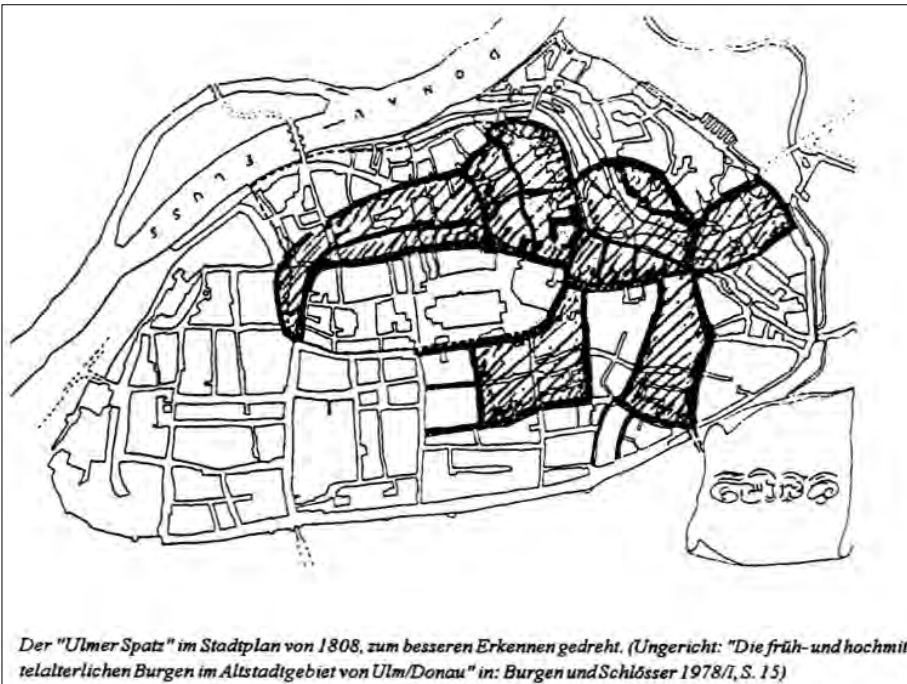 DONAU
FLUSS
Der "Ulmer Spatz" im Stadtplan von 1808, zum besseren Erkennen gedreht. (Ungericht: "Die früh- und hochmit
telalterlichen Burgen im Altstadtgebiet von Ulm/Donau" in: Burgen und Schlösser 1978/I, S. 15)